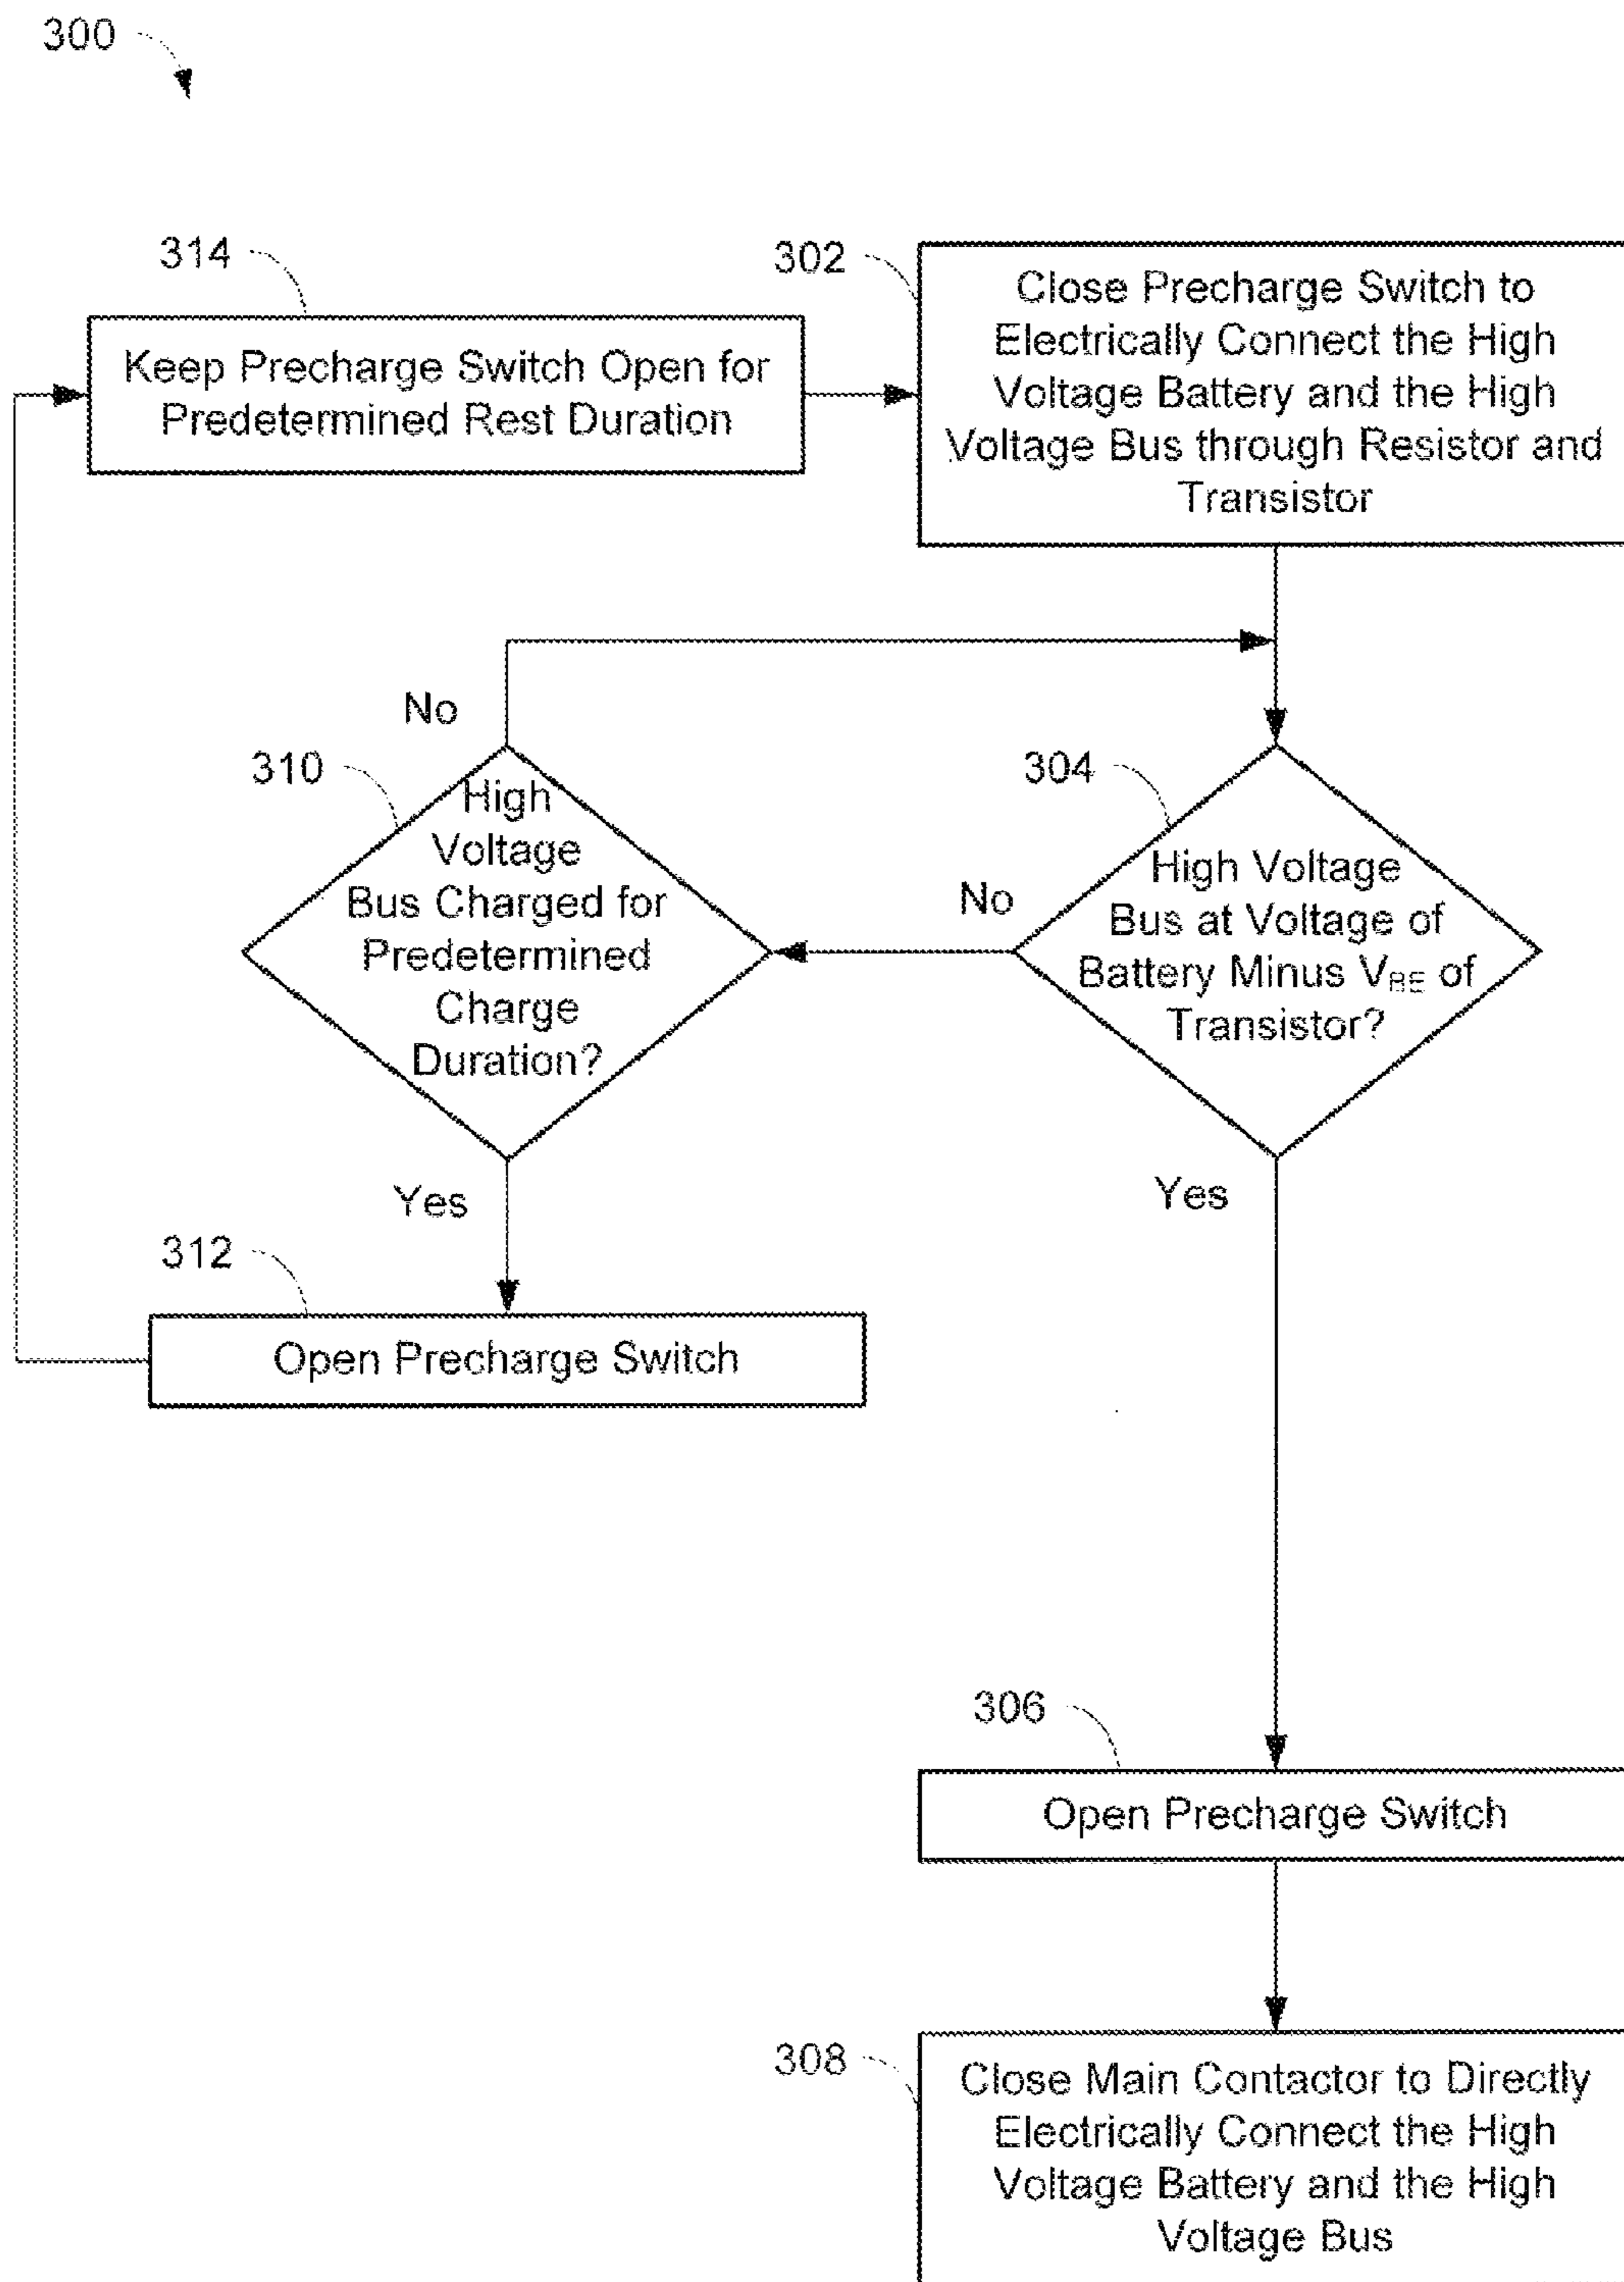 300
314
Keep Precharge Switch Open for
Predetermined Rest Duration
302
Close Precharge Switch to
Electrically Connect the High
Voltage Battery and the High
Voltage Bus through Resistor and
Transistor
No
310
High
Voltage
Bus Charged for
Predetermined
Charge
Duration?
No
304
High Voltage
Bus at Voltage of
Battery Minus VBE of
Transistor?
Yes
Yes
312
Open Precharge Switch
306
Open Precharge Switch
308
Close Main Contactor to Directly
Electrically Connect the High
Voltage Battery and the High
Voltage Bus